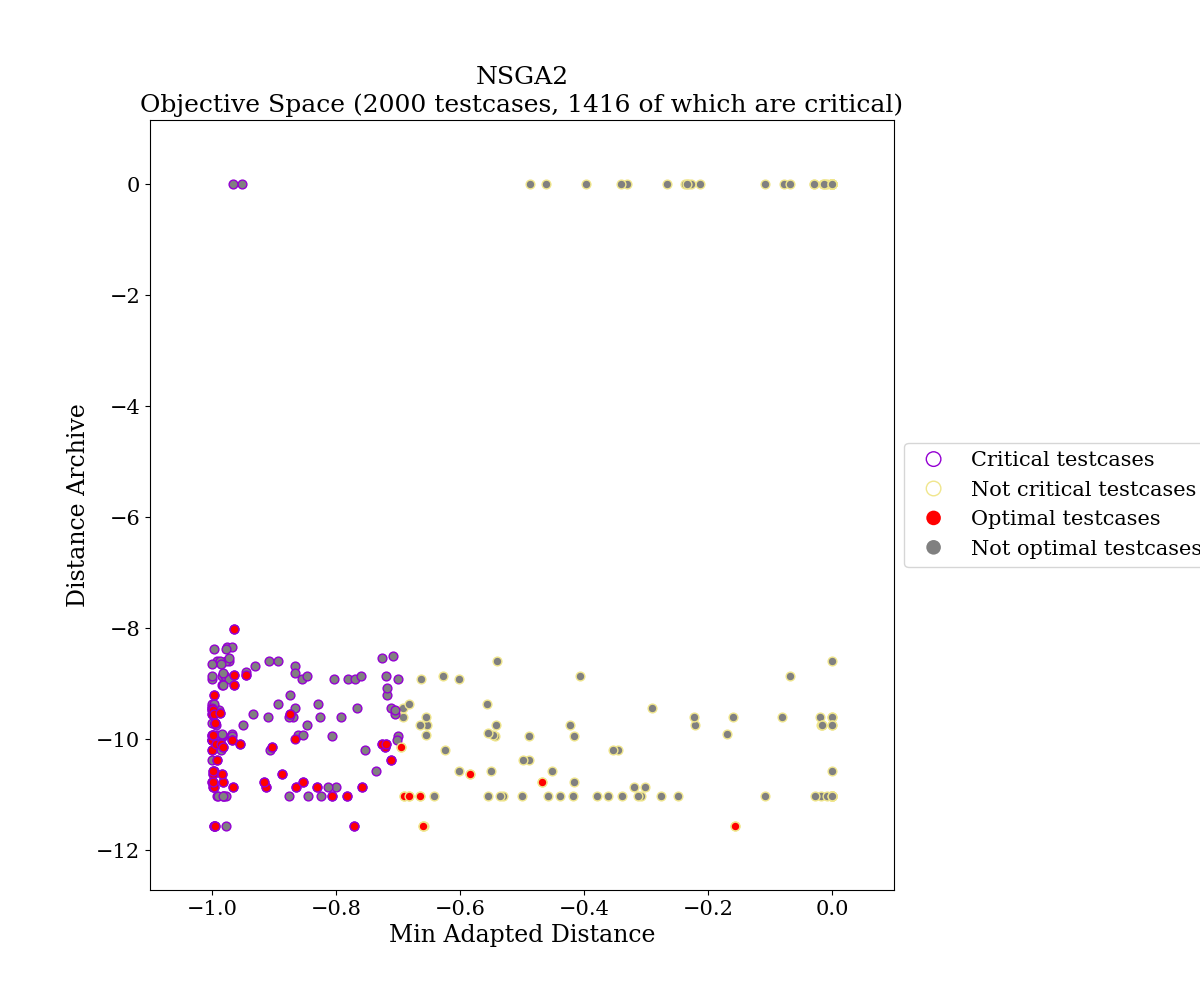 NSGA2
Objective Space (2000 testcases, 1416 of which are critical)
Distance Archive
0
−2
−4
−6
−8
−10
−12
−1.0
−0.8
−0.6
−0.4
−0.2
0.0
Min Adapted Distance
Critical testcases
Not critical testcases
Optimal testcases
Not optimal testcases